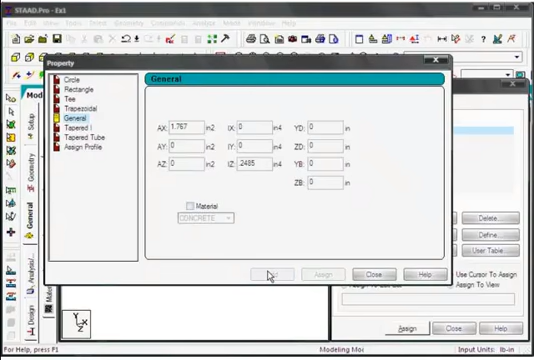 STAAD.Pro - Ex1
Property
Circle
Rectangle
Tee
Trapezoidal
General
Tapered I
Tapered Tube
Assign Profile
General
AX: 1.767 in2 IX: 0 in4 YD: 0 in
AY: 0 in2 IY: 0 in4 ZD: 0 in
AZ: 0 in2 IZ: .2485 in4 YB: 0 in
ZB: 0 in
Material
CONCRETE
Assign
Close
Help
Mod
Setup
Geometry
General
Analysis/
Design
Delete...
Define...
User Table...
Use Cursor To Assign
Assign To View
Assign
Close
Help
Y
X
Z
For Help, press F1
Modeling Mo
Input Units: lb-in